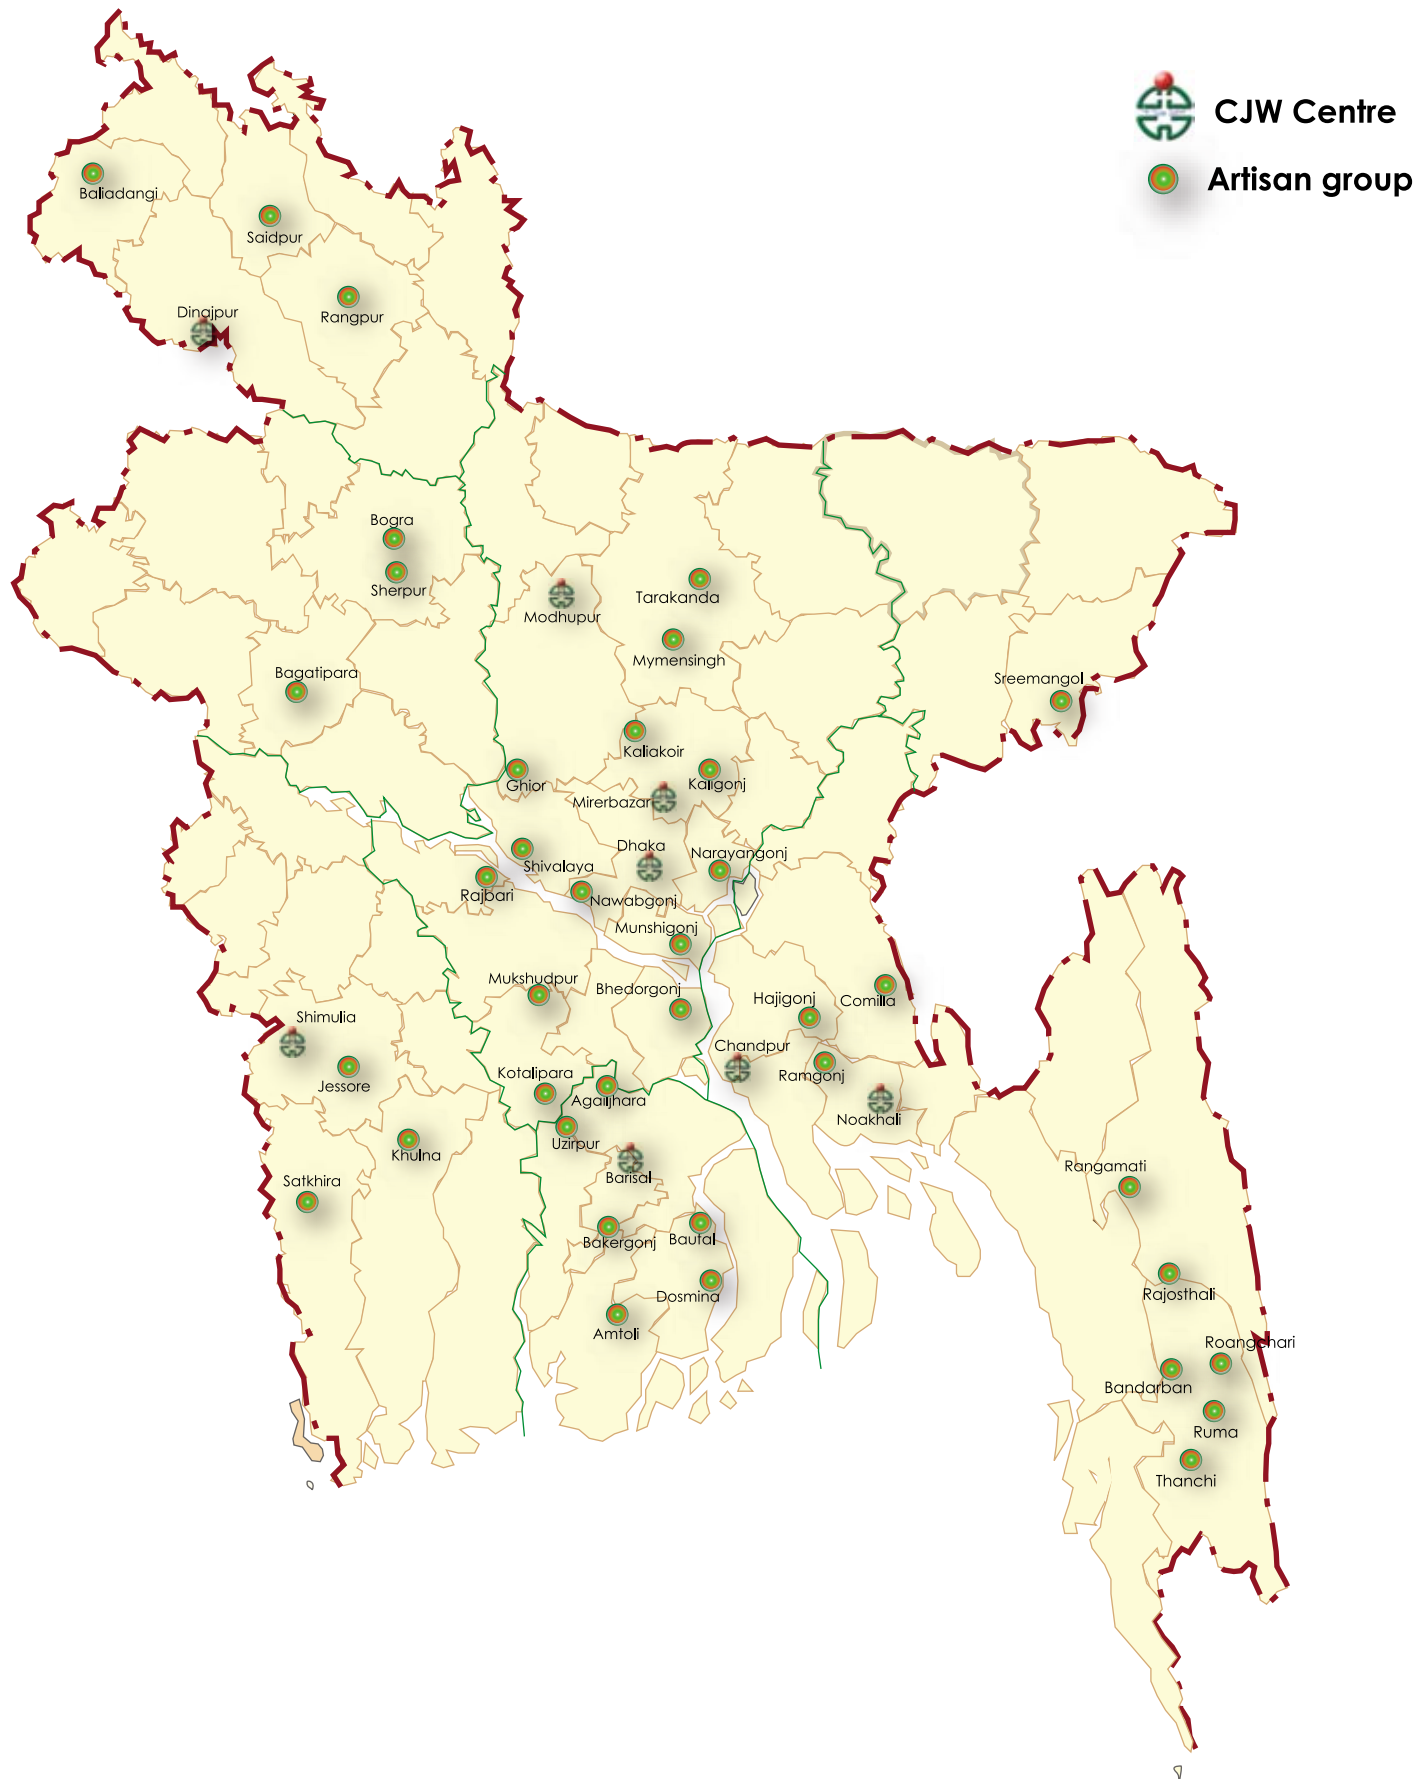 CJW Centre
Artisan group
Baliadangi
Saidpur
Dinajpur
Rangpur
Bogra
Sherpur
Modhupur
Tarakanda
Mymensingh
Bagatipara
Sreemangol
Kaliakoir
Ghior
Kaligonj
Mirerbazar
Dhaka
Narayangonj
Shivalaya
Rajbari
Nawabgonj
Munshigonj
Mukshudpur
Bhedorgonj
Hajigonj
Comilla
Shimulia
Chandpur
Jessore
Kotalipara
Ramgonj
Agailjhara
Noakhali
Uzirpur
Khulna
Rangamati
Barisal
Satkhira
Bakergonj
Baufal
Dosmina
Rajosthali
Amtoli
Roangchari
Bandarban
Ruma
Thanchi